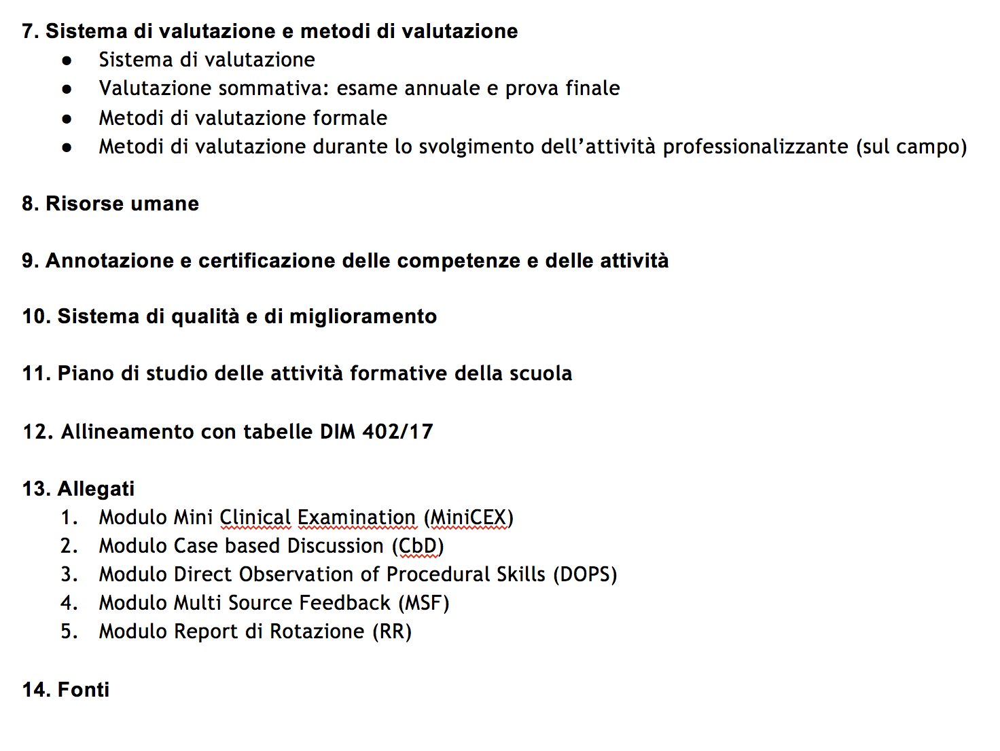 7. Sistema di valutazione e metodi di valutazione
● Sistema di valutazione
● Valutazione sommativa: esame annuale e prova finale
● Metodi di valutazione formale
● Metodi di valutazione durante lo svolgimento dell’attività professionalizzante (sul campo)
8. Risorse umane
9. Annotazione e certificazione delle competenze e delle attività
10. Sistema di qualità e di miglioramento
11. Piano di studio delle attività formative della scuola
12. Allineamento con tabelle DIM 402/17
13. Allegati
1. Modulo Mini Clinical Examination (MiniCEX)
2. Modulo Case based Discussion (CbD)
3. Modulo Direct Observation of Procedural Skills (DOPS)
4. Modulo Multi Source Feedback (MSF)
5. Modulo Report di Rotazione (RR)
14. Fonti